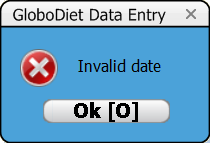 GloboDiet Data Entry
Invalid date
Ok [O]